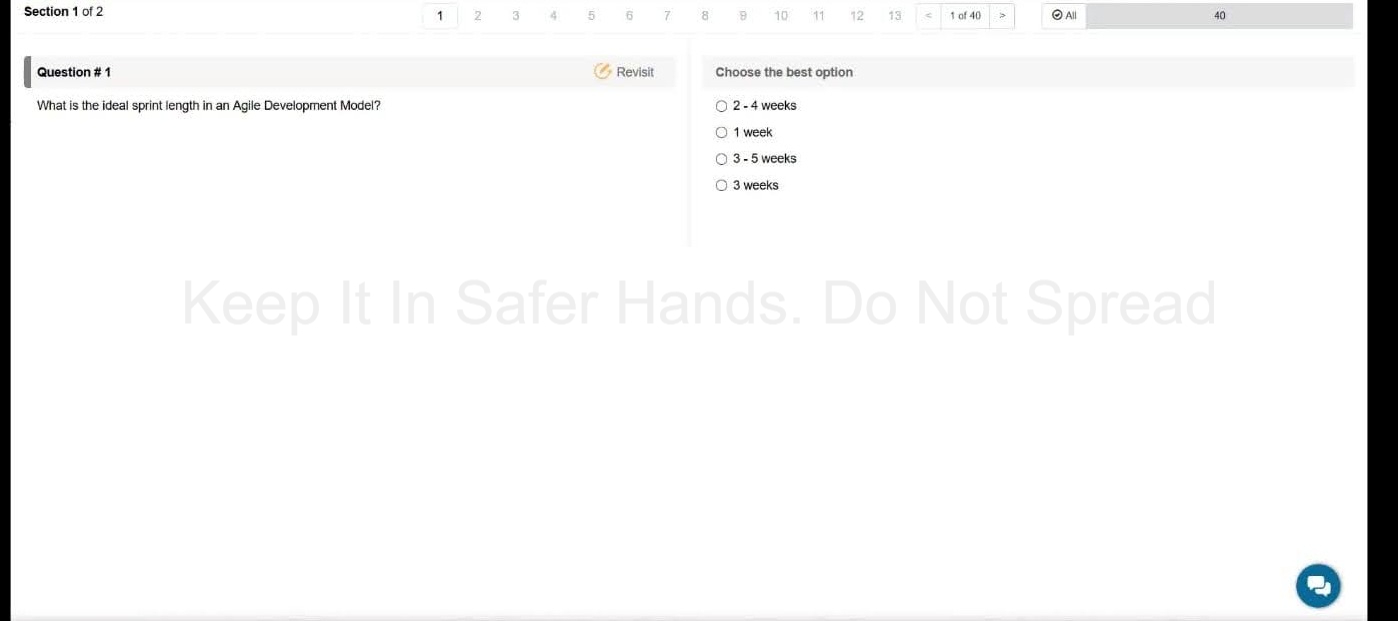 Section 1 of 2
1 2 3 4 5 6 7 8 9 10 11 12 13 < 1 of 40 > All 40
Question # 1
Revisit
What is the ideal sprint length in an Agile Development Model?
Choose the best option
2 - 4 weeks
1 week
3 - 5 weeks
3 weeks
Keep It In Safer Hands. Do Not Spread